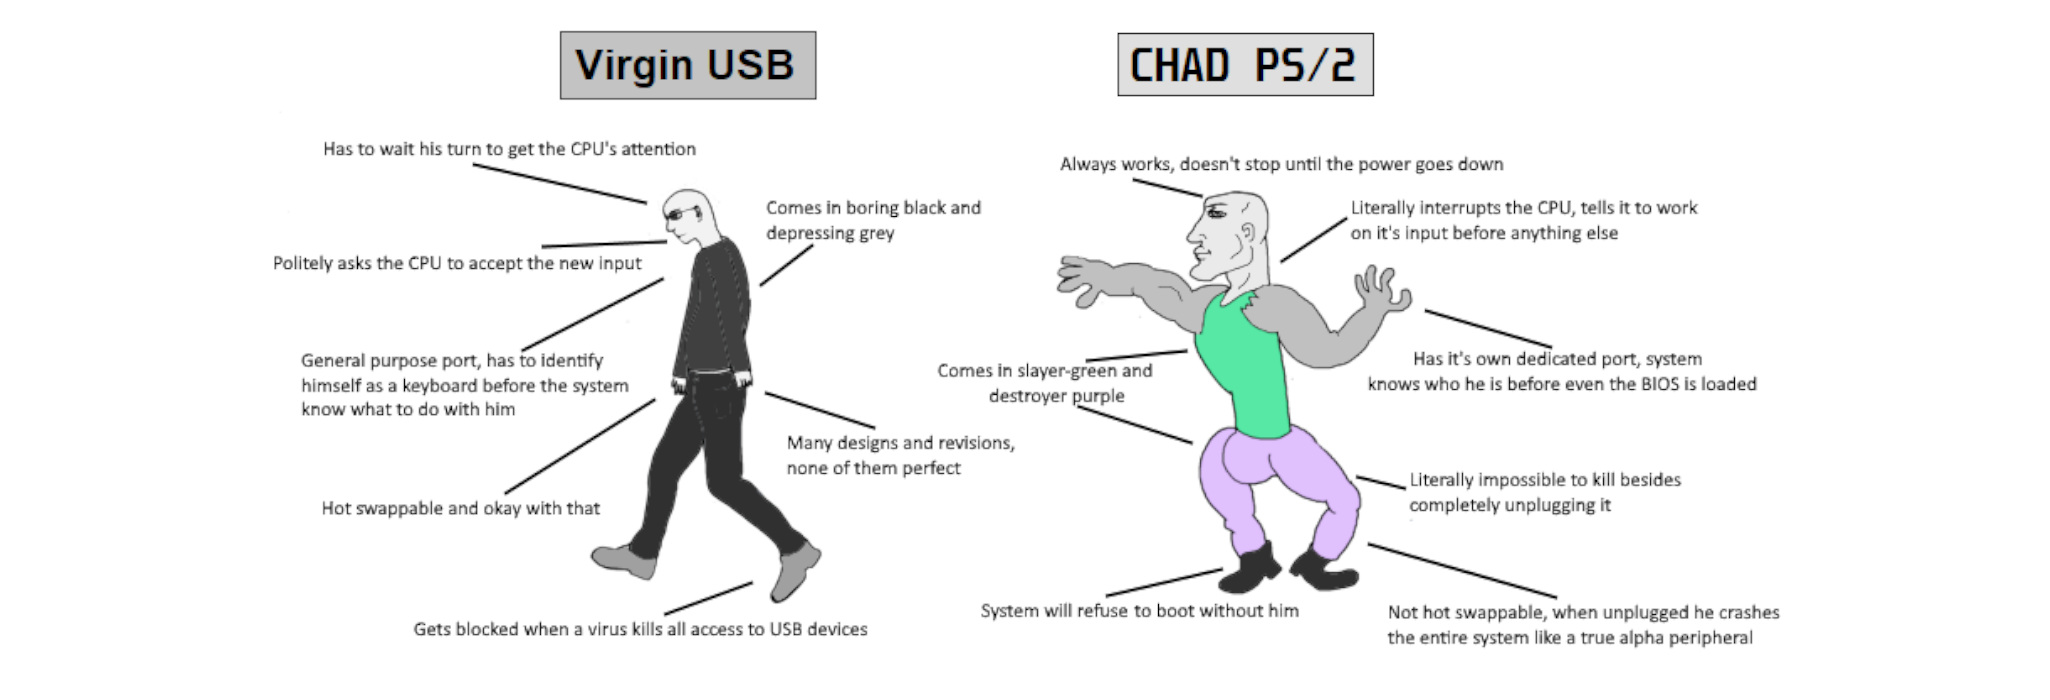 Virgin USB
Has to wait his turn to get the CPU's attention
Comes in boring black and
depressing grey
Politely asks the CPU to accept the new input
General purpose port, has to identify
himself as a keyboard before the system
know what to do with him
Many designs and revisions,
none of them perfect
Hot swappable and okay with that
Gets blocked when a virus kills all access to USB devices
CHAD PS/2
Always works, doesn't stop until the power goes down
Literally interrupts the CPU, tells it to work
on it's input before anything else
Has it's own dedicated port, system
knows who he is before even the BIOS is loaded
Comes in slayer-green and
destroyer purple
Literally impossible to kill besides
completely unplugging it
System will refuse to boot without him
Not hot swappable, when unplugged he crashes
the entire system like a true alpha peripheral